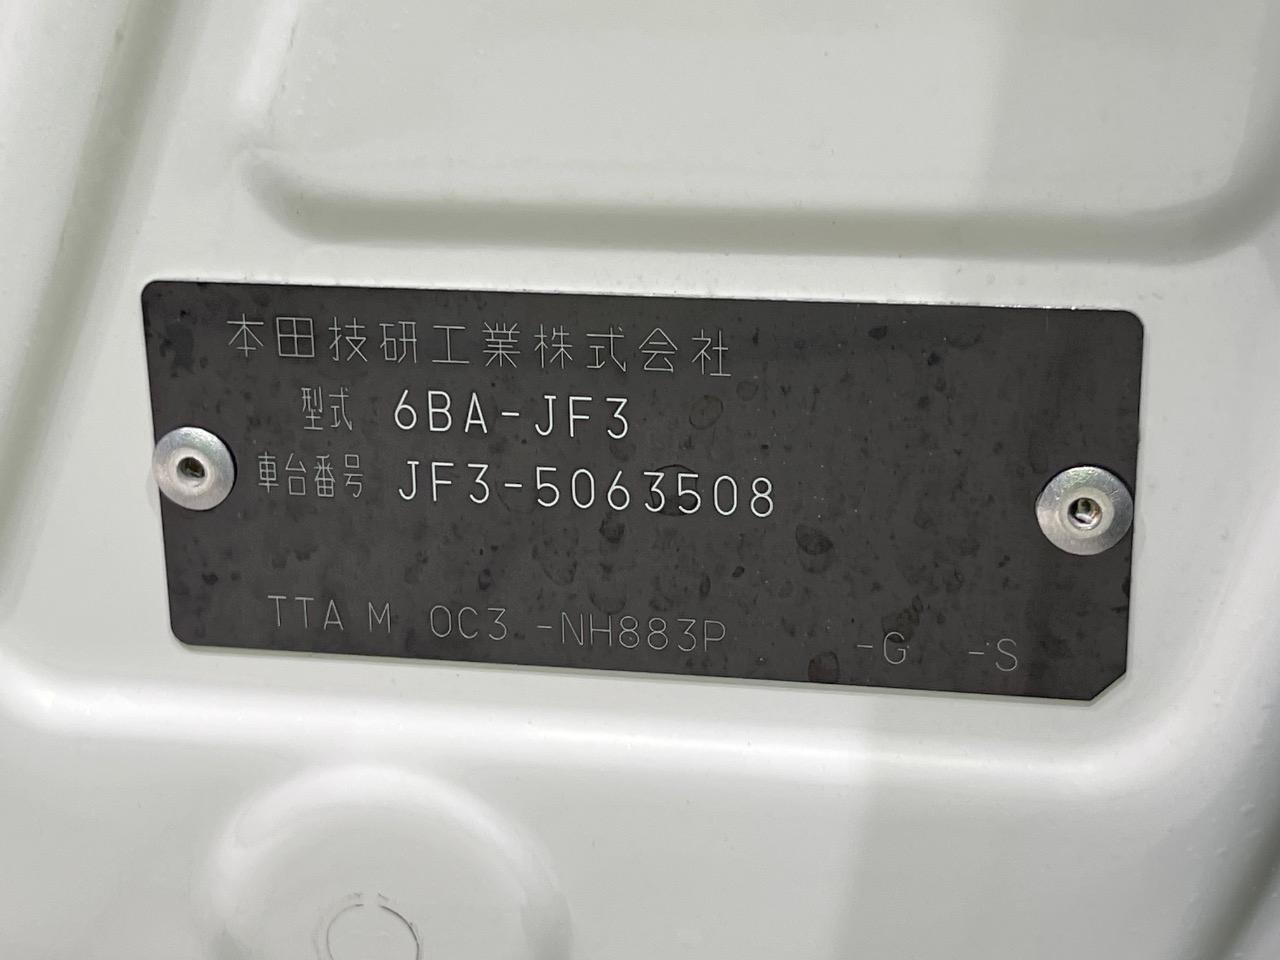 本田技研工業株式会社
型式 6BA-JF3
車台番号 JF3-5063508
TTA M 0C3 -NH883P -G -S